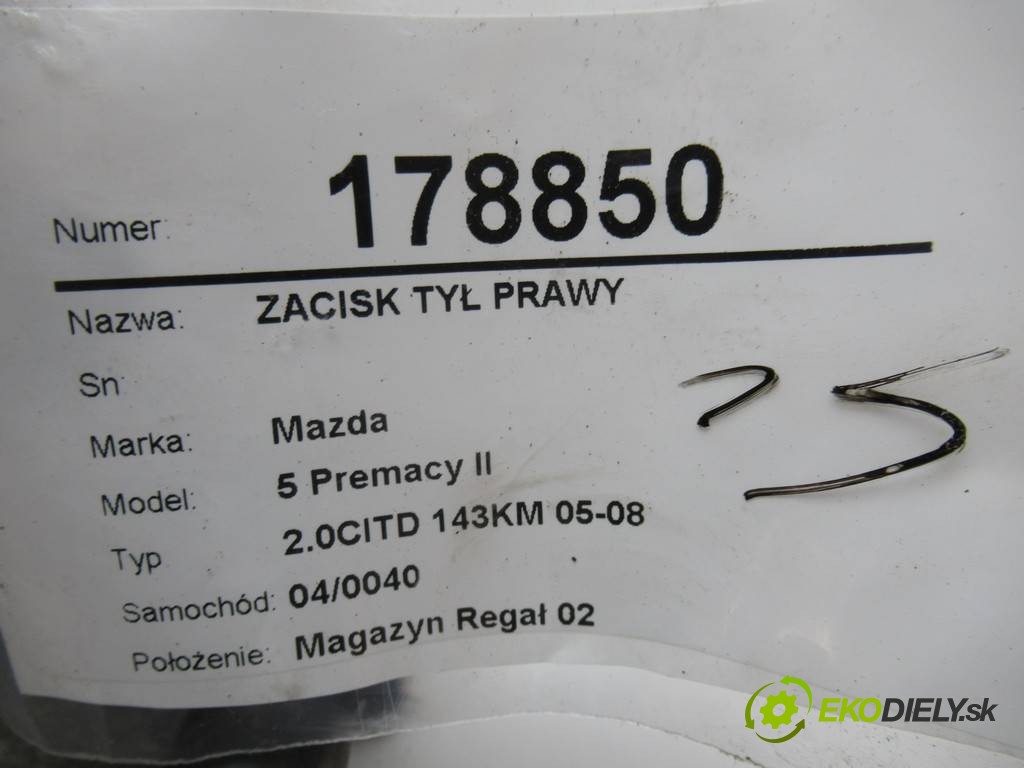 Numer: 178850
Nazwa: ZACISK TYŁ PRAWY
Sn:
Marka: Mazda
Model: 5 Premacy II
Typ 2.0CITD 143KM 05-08
Samochód: 04/0040
Położenie: Magazyn Regał 02
EKODIELY.sk